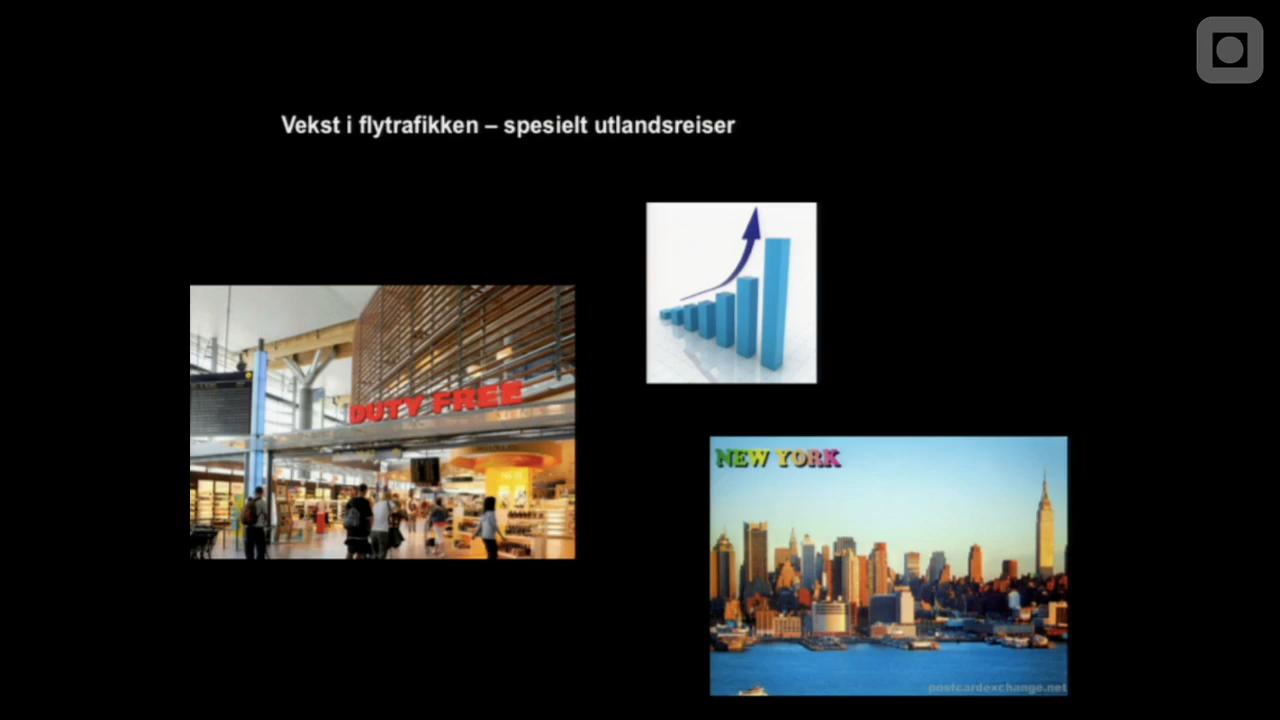 Vekst i flytrafikken – spesielt utlandsreiser
DUTY FREE
NEW YORK
postcardexchange.net